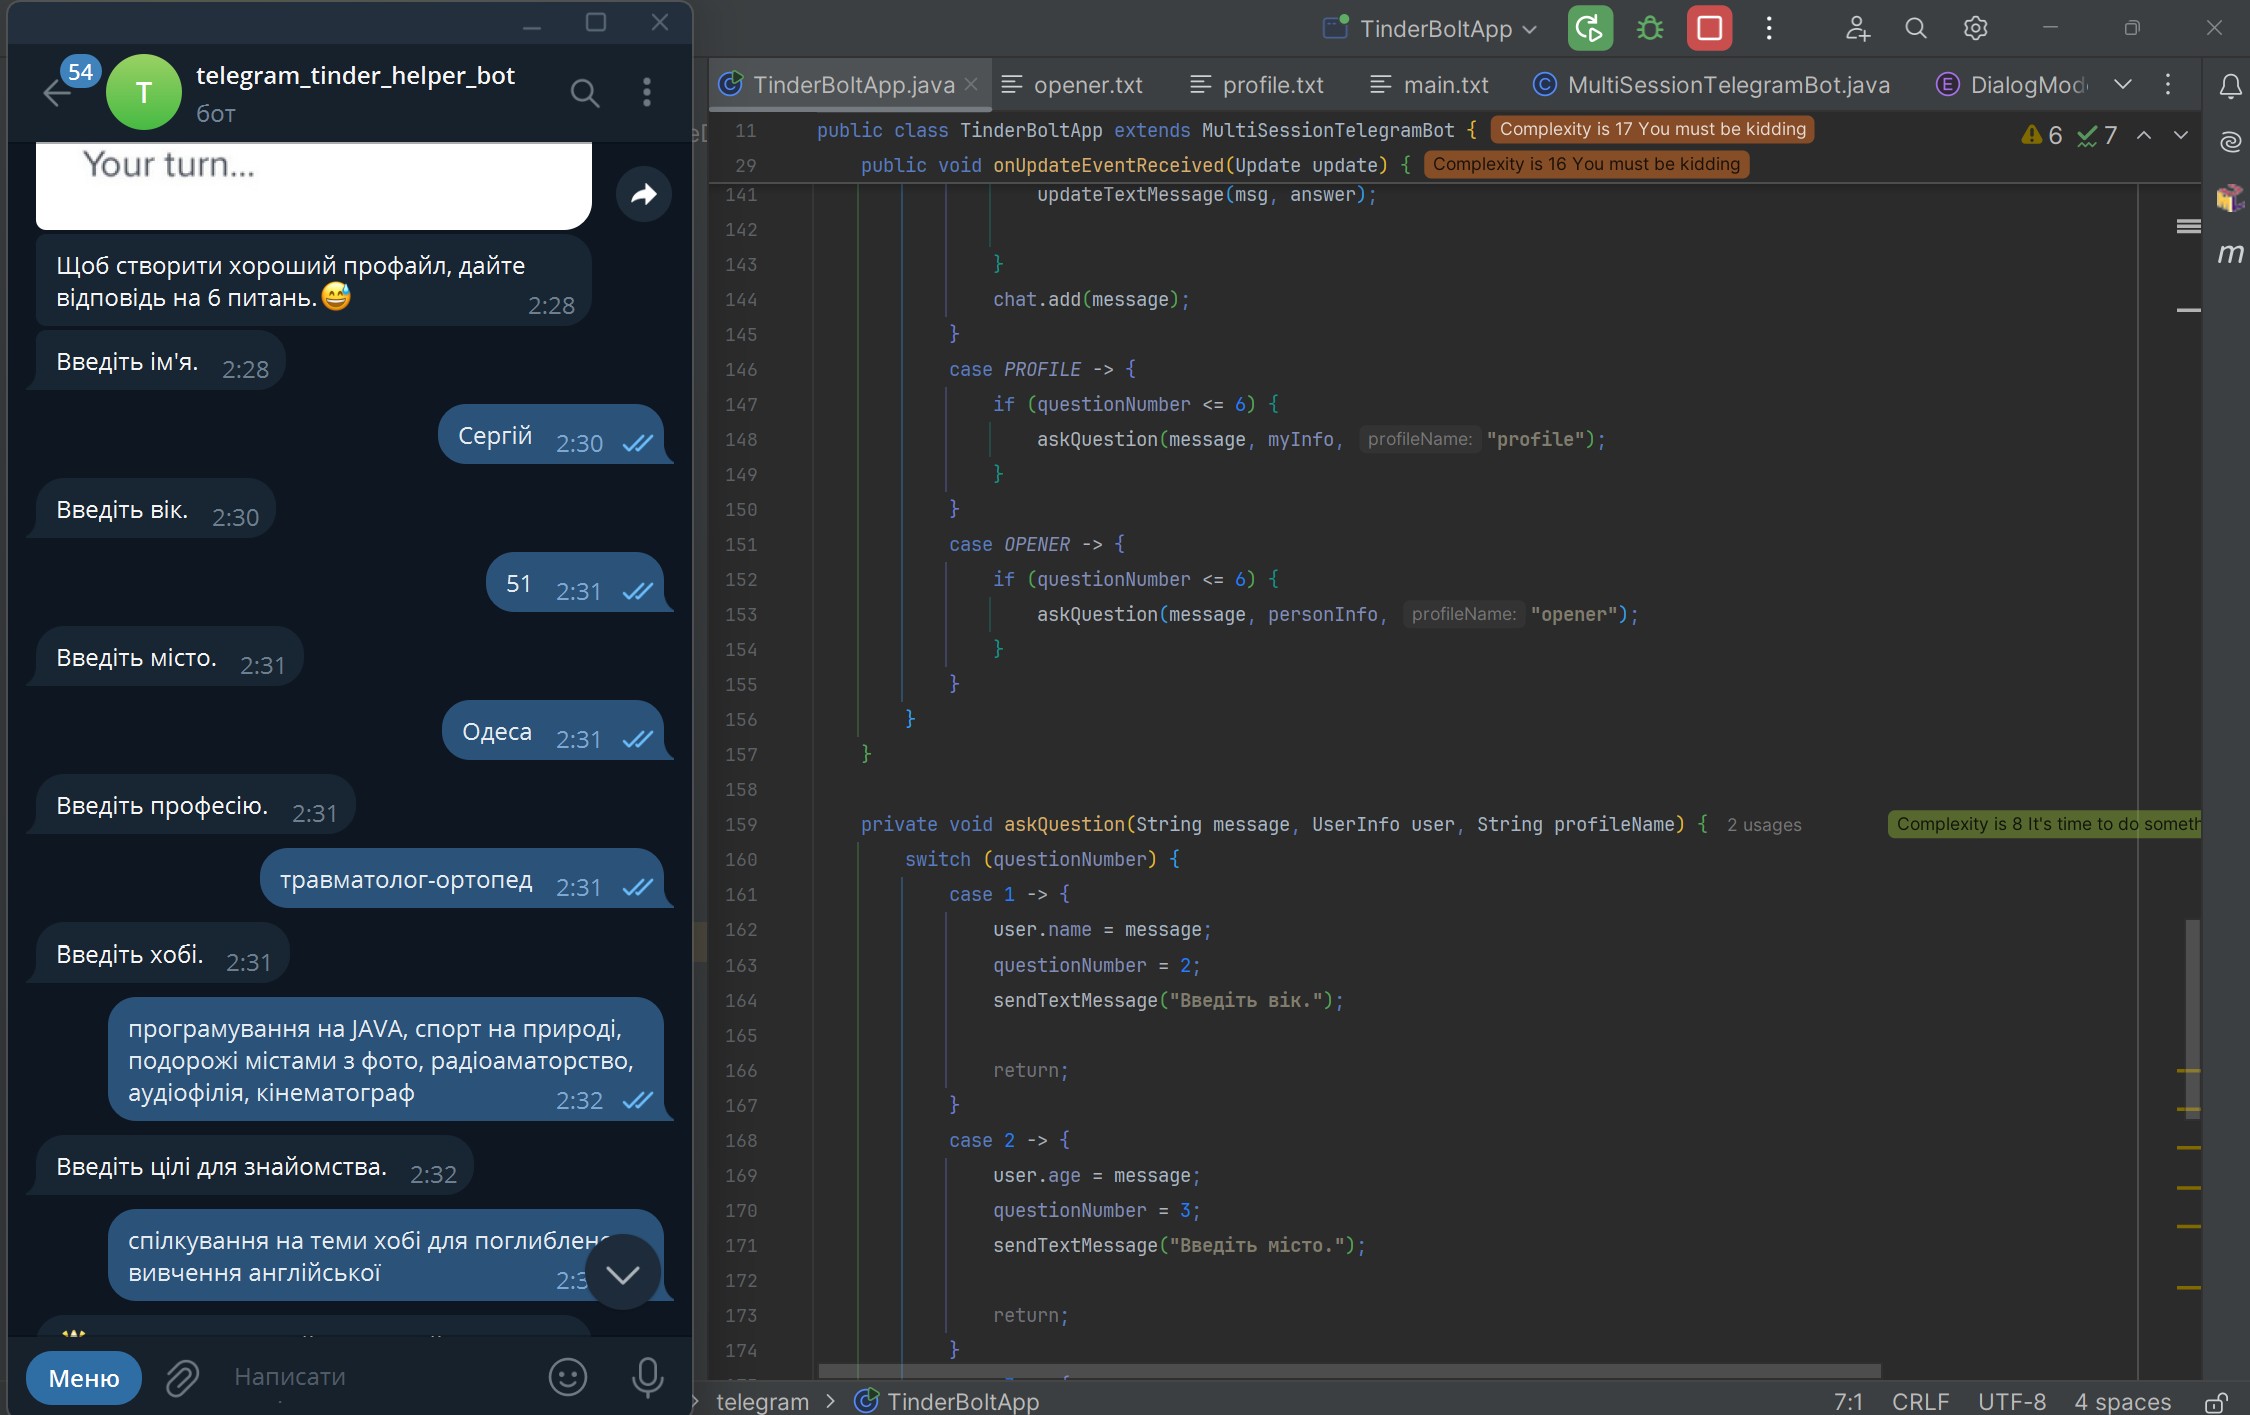 54
T
telegram_tinder_helper_bot
бот
Your turn...
Щоб створити хороший профайл, дайте
відповідь на 6 питань.😅 2:28
Введіть ім'я. 2:28
Сергій 2:30
Введіть вік. 2:30
51 2:31
Введіть місто. 2:31
Одеса 2:31
Введіть професію. 2:31
травматолог-ортопед 2:31
Введіть хобі. 2:31
програмування на JAVA, спорт на природі,
подорожі містами з фото, радіоаматорство,
аудіофілія, кінематограф 2:32
Введіть цілі для знайомства. 2:32
спілкування на теми хобі для
вивчення англійської
Меню
Написати
TinderBoltApp
TinderBoltApp.java
opener.txt
profile.txt
main.txt
MultiSessionTelegramBot.java
DialogMod
11 public class TinderBoltApp extends MultiSessionTelegramBot { Complexity is 17 You must be kidding
6 7
29 public void onUpdateEventReceived(Update update) { Complexity is 16 You must be kidding
141 updateTextMessage(msg, answer);
142
143 }
144 chat.add(message);
145 }
146 case PROFILE -> {
147 if (questionNumber <= 6) {
148 askQuestion(message, myInfo, profileName: "profile");
149 }
150 }
151 case OPENER -> {
152 if (questionNumber <= 6) {
153 askQuestion(message, personInfo, profileName: "opener");
154 }
155 }
156 }
157 }
158
159 private void askQuestion(String message, UserInfo user, String profileName) { 2 usages Complexity is 8 It's time to do someth
160 switch (questionNumber) {
161 case 1 -> {
162 user.name = message;
163 questionNumber = 2;
164 sendTextMessage("Введіть вік.");
165
166 return;
167 }
168 case 2 -> {
169 user.age = message;
170 questionNumber = 3;
171 sendTextMessage("Введіть місто.");
172
173 return;
174 }
m
telegram > TinderBoltApp
7:1 CRLF UTF-8 4 spaces